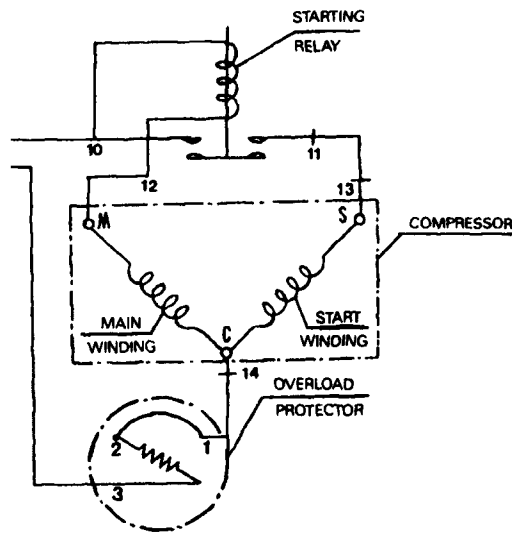 STARTING
RELAY
10
11
12
13
M
S
COMPRESSOR
MAIN
WINDING
START
WINDING
C
14
OVERLOAD
PROTECTOR
2
1
3